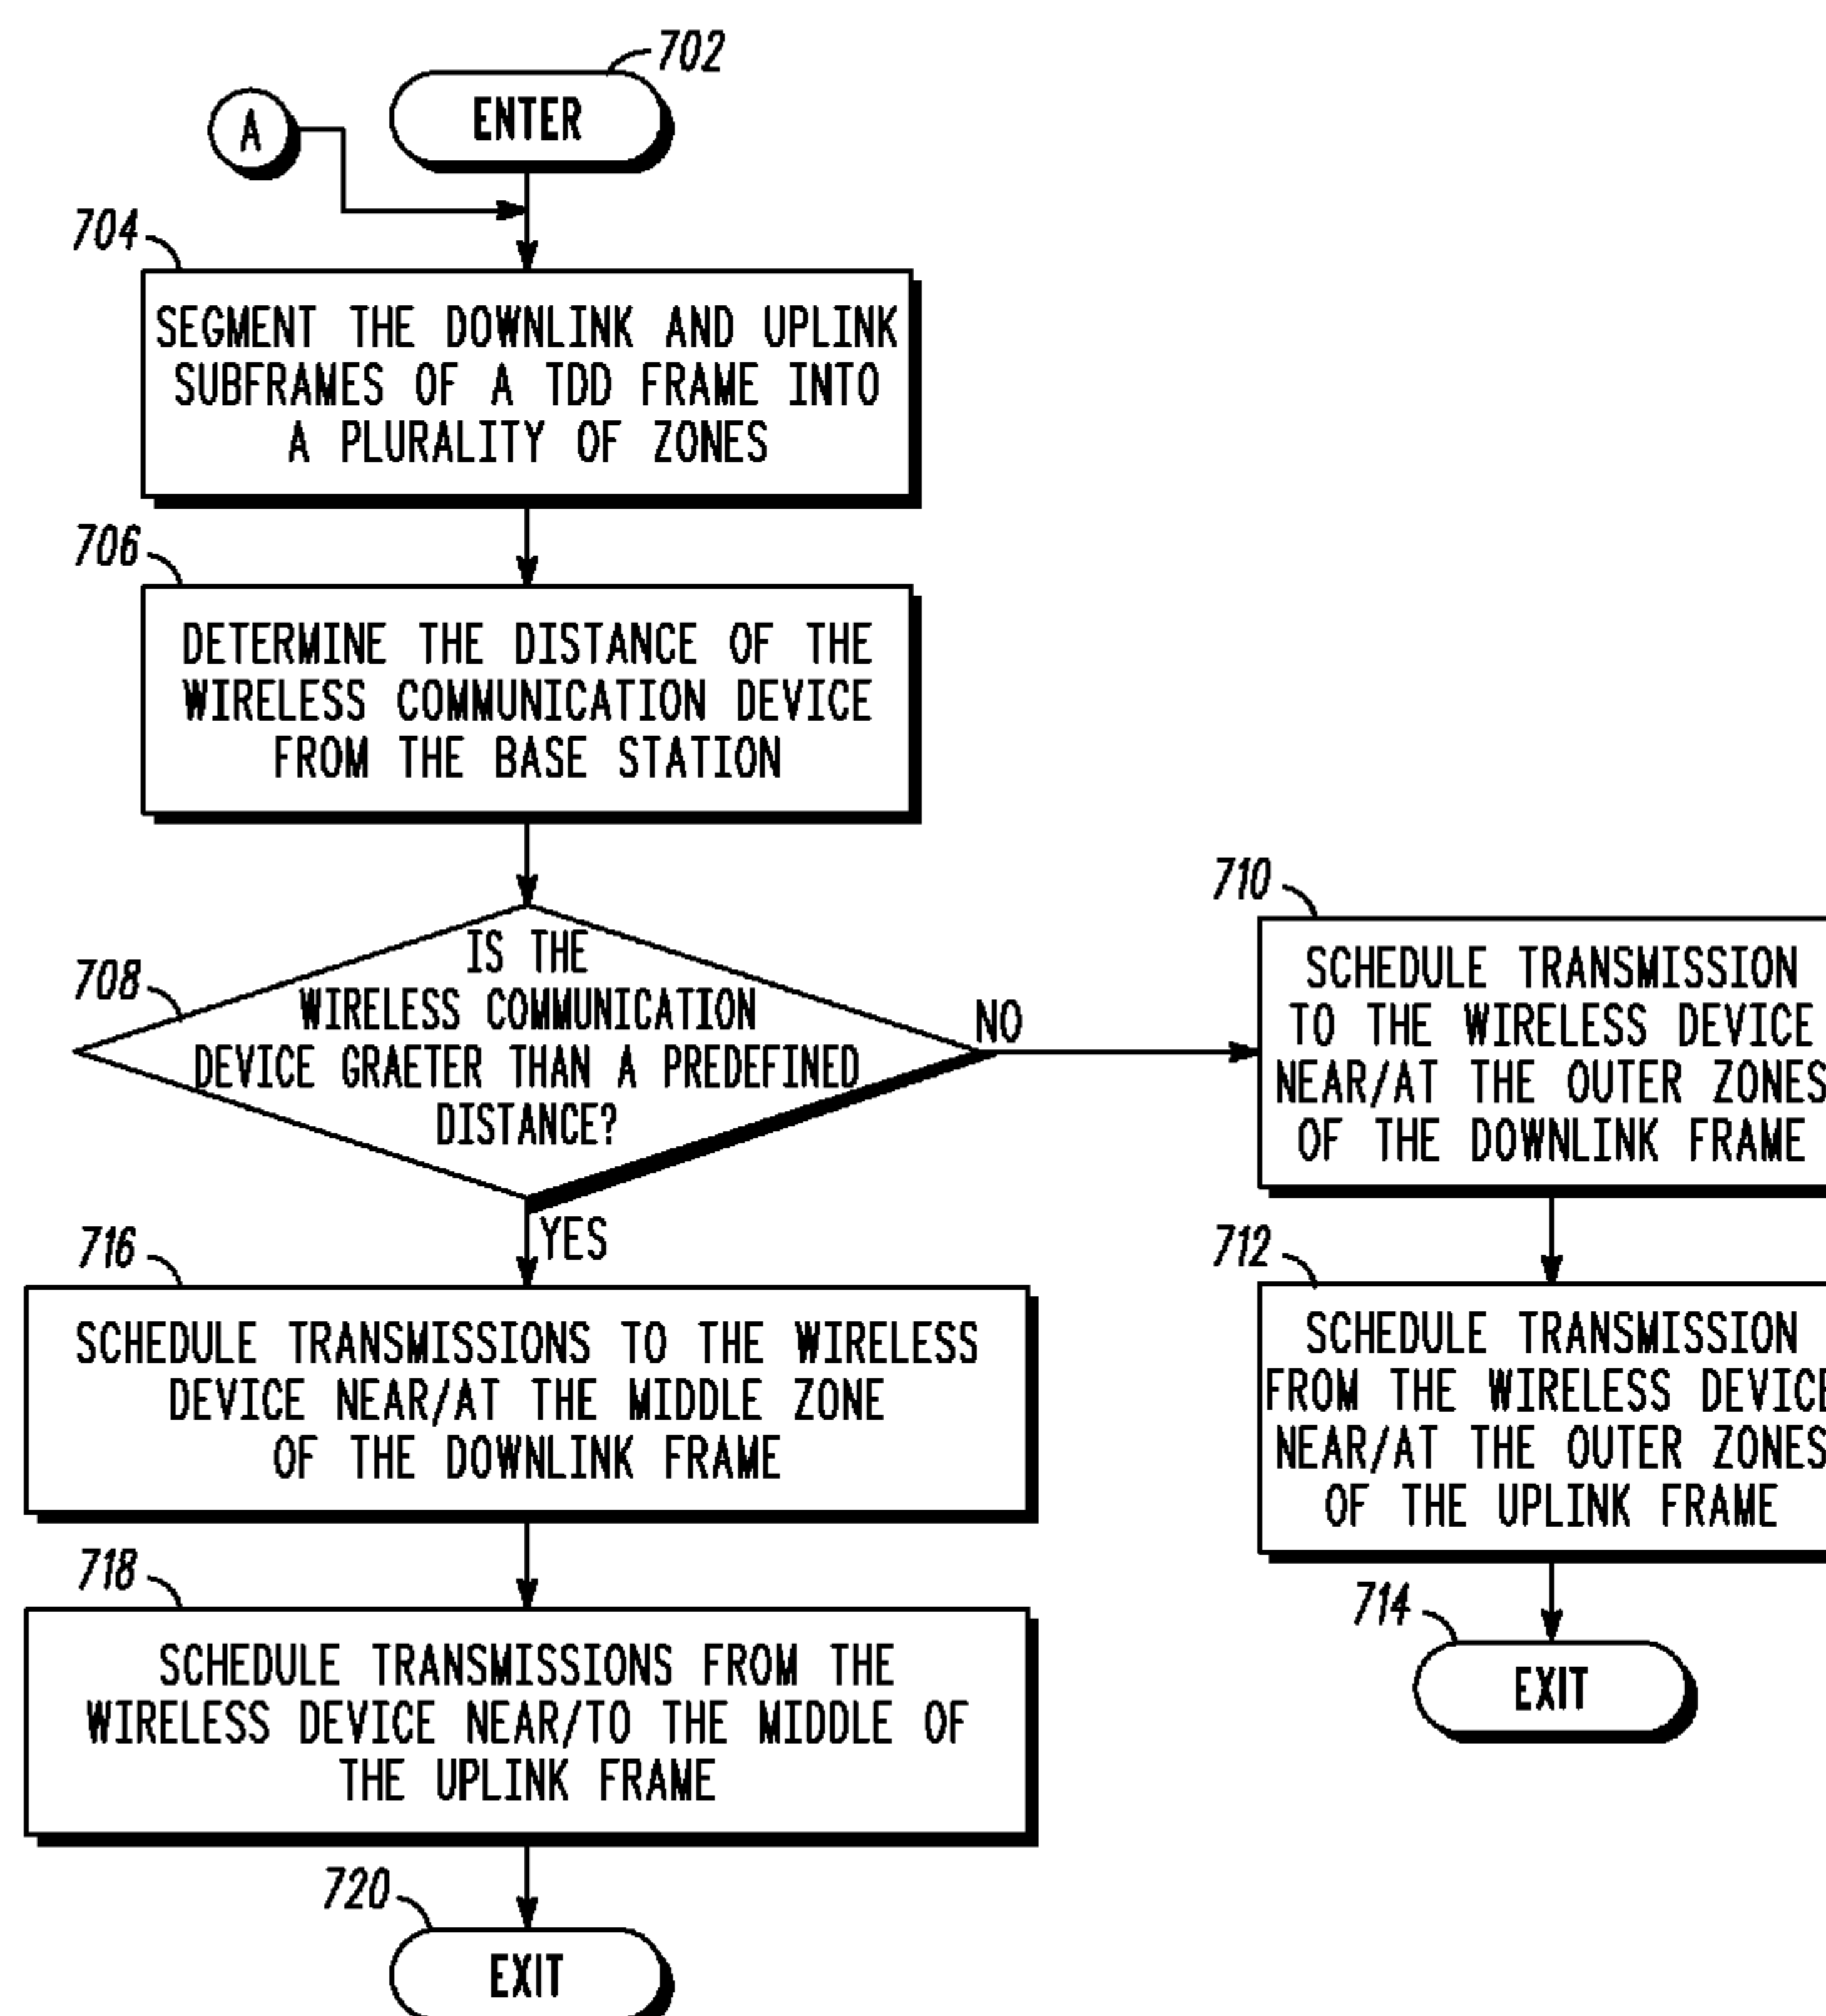 702
A
ENTER
704
SEGMENT THE DOWNLINK AND UPLINK
SUBFRAMES OF A TDD FRAME INTO
A PLURALITY OF ZONES
706
DETERMINE THE DISTANCE OF THE
WIRELESS COMMUNICATION DEVICE
FROM THE BASE STATION
708
IS THE
WIRELESS COMMUNICATION
DEVICE GRAETER THAN A PREDEFINED
DISTANCE?
NO
710
SCHEDULE TRANSMISSION
TO THE WIRELESS DEVICE
NEAR/AT THE OUTER ZONES
OF THE DOWNLINK FRAME
712
SCHEDULE TRANSMISSION
FROM THE WIRELESS DEVICE
NEAR/AT THE OUTER ZONES
OF THE UPLINK FRAME
714
EXIT
YES
716
SCHEDULE TRANSMISSIONS TO THE WIRELESS
DEVICE NEAR/AT THE MIDDLE ZONE
OF THE DOWNLINK FRAME
718
SCHEDULE TRANSMISSIONS FROM THE
WIRELESS DEVICE NEAR/TO THE MIDDLE OF
THE UPLINK FRAME
720
EXIT